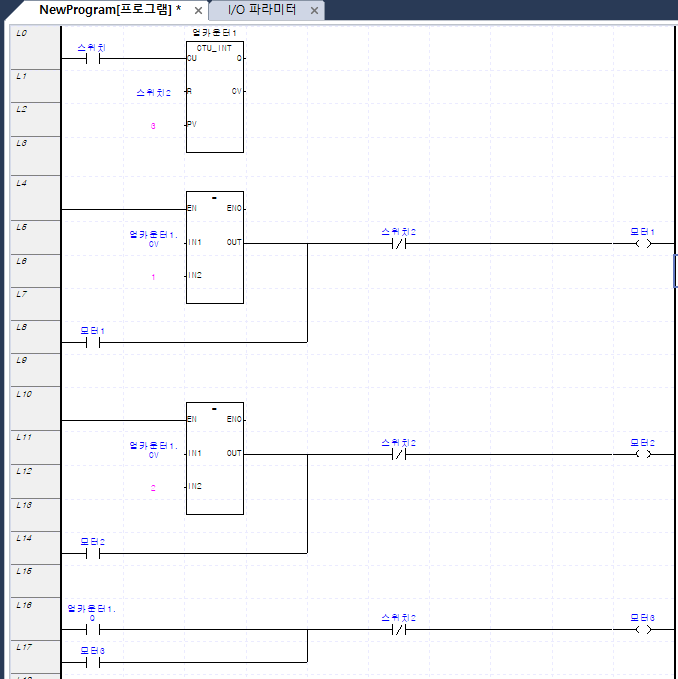 NewProgram[프로그램] *
I/O 파라미터
L0
스위치
업카운터1
CTU_INT
CU
Q
L1
스위치2
R
CV
L2
3
PV
L3
L4
=
EN
ENO
L5
업카운터1.
CV
IN1
OUT
스위치2
모터1
L6
1
IN2
L7
L8
모터1
L9
L10
=
EN
ENO
L11
업카운터1.
CV
IN1
OUT
스위치2
모터2
L12
2
IN2
L13
L14
모터2
L15
L16
업카운터1.
Q
스위치2
모터3
L17
모터3